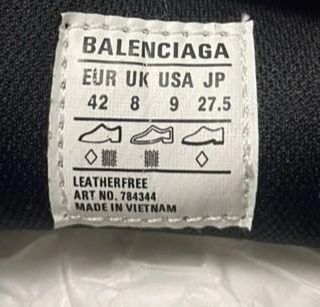 BALENCIAGA
EUR UK USA JP
42 8 9 27.5
LEATHERFREE
ART NO. 784344
MADE IN VIETNAM